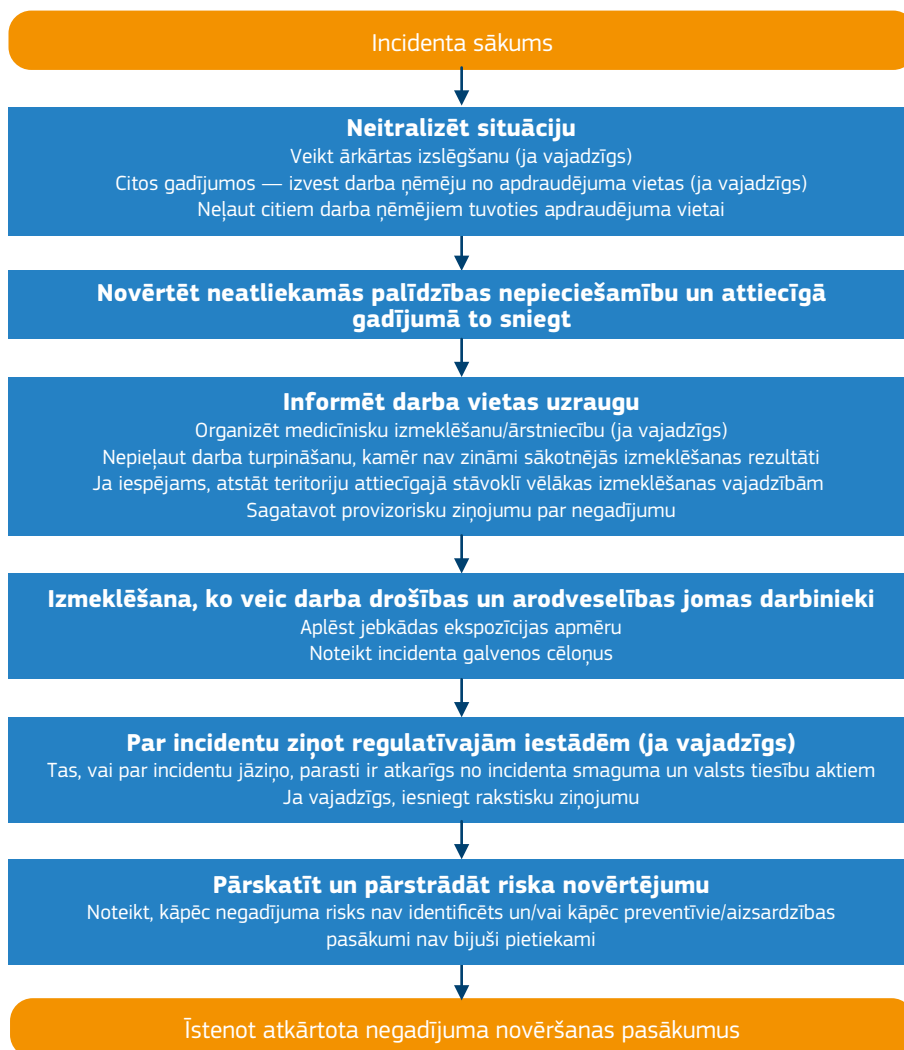 Incidenta sākums
Neitralizēt situāciju
Veikt ārkārtas izslēgšanu (ja vajadzīgs)
Citos gadījumos — izvest darba ņēmēju no apdraudējuma vietas (ja vajadzīgs)
Neļaut citiem darba ņēmējiem tuvoties apdraudējuma vietai
Novērtēt neatliekamās palīdzības nepieciešamību un attiecīgā
gadījumā to sniegt
Informēt darba vietas uzraugu
Organizēt medicīnisku izmeklēšanu/ārstniecību (ja vajadzīgs)
Nepieļaut darba turpināšanu, kamēr nav zināmi sākotnējās izmeklēšanas rezultāti
Ja iespējams, atstāt teritoriju attiecīgajā stāvoklī vēlākas izmeklēšanas vajadzībām
Sagatavot provizorisku ziņojumu par negadījumu
Izmeklēšana, ko veic darba drošības un arodveselības jomas darbinieki
Aplēst jebkādas ekspozīcijas apmēru
Noteikt incidenta galvenos cēloņus
Par incidentu ziņot regulatīvajām iestādēm (ja vajadzīgs)
Tas, vai par incidentu jāziņo, parasti ir atkarīgs no incidenta smaguma un valsts tiesību aktiem
Ja vajadzīgs, iesniegt rakstisku ziņojumu
Pārskatīt un pārstrādāt riska novērtējumu
Noteikt, kāpēc negadījuma risks nav identificēts un/vai kāpēc preventīvie/aizsardzības
pasākumi nav bijuši pietiekami
Īstenot atkārtota negadījuma novēršanas pasākumus